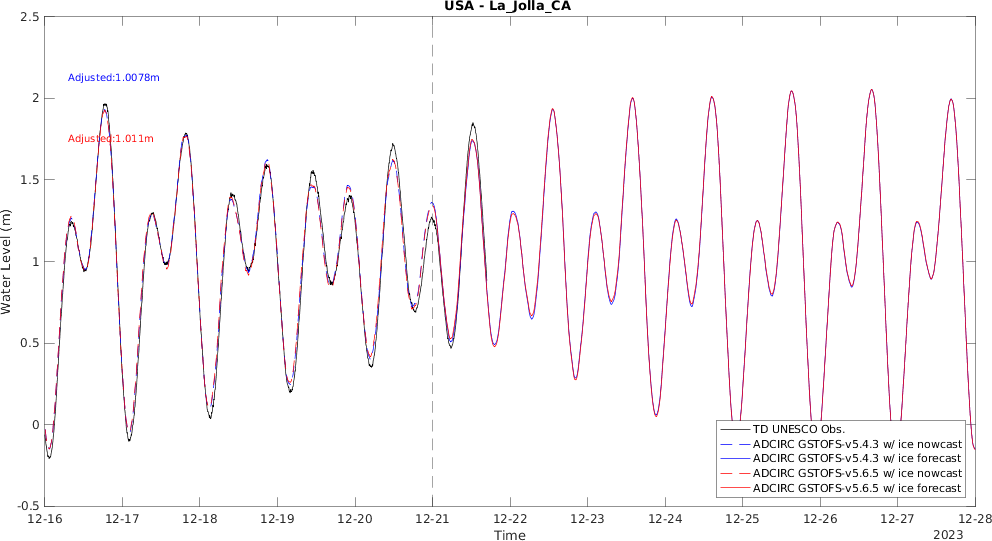 USA - La_Jolla_CA
2.5
Adjusted:1.0078m
2
Adjusted:1.011m
1.5
1
0.5
0
-0.5
Water Level (m)
TD UNESCO Obs.
ADCIRC GSTOFS-v5.4.3 w/ ice nowcast
ADCIRC GSTOFS-v5.4.3 w/ ice forecast
ADCIRC GSTOFS-v5.6.5 w/ ice nowcast
ADCIRC GSTOFS-v5.6.5 w/ ice forecast
12-16 12-17 12-18 12-19 12-20 12-21 12-22 12-23 12-24 12-25 12-26 12-27 12-28
Time
2023